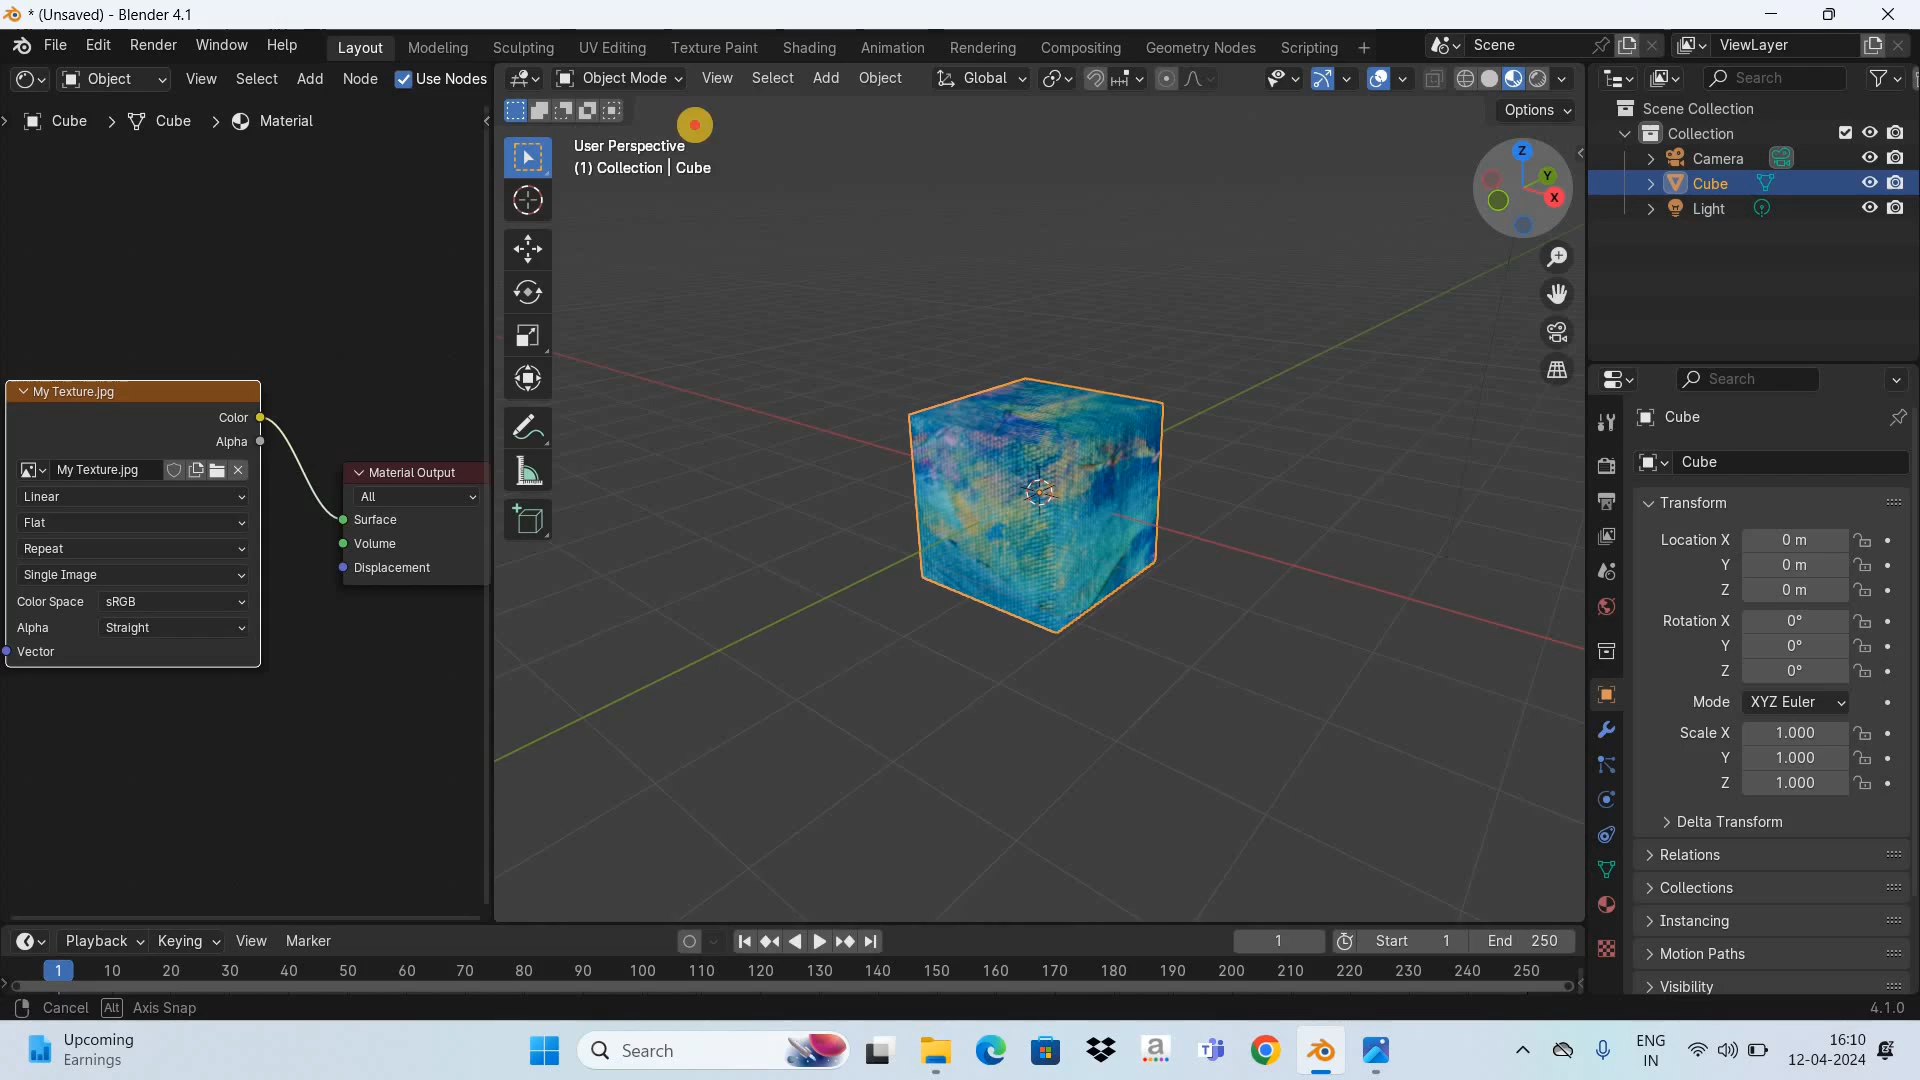 * (Unsaved) - Blender 4.1
File Edit Render Window Help
Layout Modeling Sculpting UV Editing Texture Paint Shading Animation Rendering Compositing Geometry Nodes Scripting +
Scene
ViewLayer
Object View Select Add Node Use Nodes
Object Mode View Select Add Object Global
Search
Cube > Cube > Material
Options
User Perspective
(1) Collection | Cube
Z
Y
X
Scene Collection
Collection
Camera
Cube
Light
My Texture.jpg
Color
Alpha
My Texture.jpg
Linear
Flat
Repeat
Single Image
Color Space sRGB
Alpha Straight
Vector
Material Output
All
Surface
Volume
Displacement
Search
Cube
Cube
Transform
Location X 0 m
Y 0 m
Z 0 m
Rotation X 0°
Y 0°
Z 0°
Mode XYZ Euler
Scale X 1.000
Y 1.000
Z 1.000
Delta Transform
Relations
Collections
Instancing
Motion Paths
Visibility
Playback Keying View Marker
1 Start 1 End 250
1 10 20 30 40 50 60 70 80 90 100 110 120 130 140 150 160 170 180 190 200 210 220 230 240 250
Cancel Alt Axis Snap
4.1.0
Upcoming
Earnings
Search
ENG
IN
16:10
12-04-2024